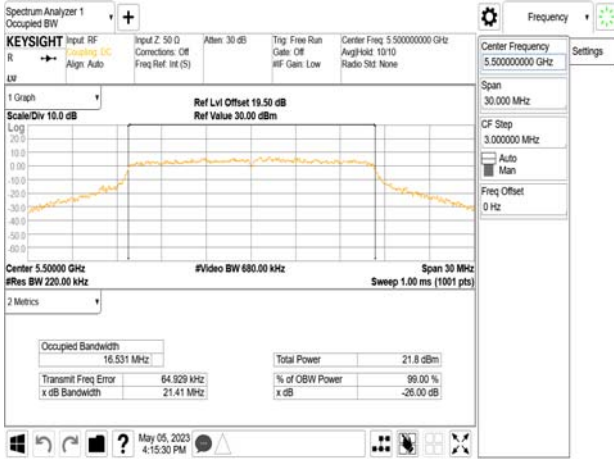 Spectrum Analyzer 1
Occupied BW
+
Frequency
KEYSIGHT
R
LXI
Input: RF
Coupling: DC
Align: Auto
Input Z: 50 Ω
Corrections: Off
Freq Ref: Int (S)
Atten: 30 dB
Trig: Free Run
Gate: Off
#IF Gain: Low
Center Freq: 5.500000000 GHz
Avg|Hold: 10/10
Radio Std: None
Center Frequency
5.500000000 GHz
Settings
Span
30.000 MHz
CF Step
3.000000 MHz
Auto
Man
Freq Offset
0 Hz
1 Graph
Scale/Div 10.0 dB
Ref Lvl Offset 19.50 dB
Ref Value 30.00 dBm
Log
20.0
10.0
0.00
-10.0
-20.0
-30.0
-40.0
-50.0
-60.0
Center 5.50000 GHz
#Video BW 680.00 kHz
Span 30 MHz
#Res BW 220.00 kHz
Sweep 1.00 ms (1001 pts)
2 Metrics
Occupied Bandwidth
16.531 MHz
Total Power 21.8 dBm
Transmit Freq Error 64.929 kHz
% of OBW Power 99.00 %
x dB Bandwidth 21.41 MHz
x dB -26.00 dB
?
May 05, 2023
4:15:30 PM